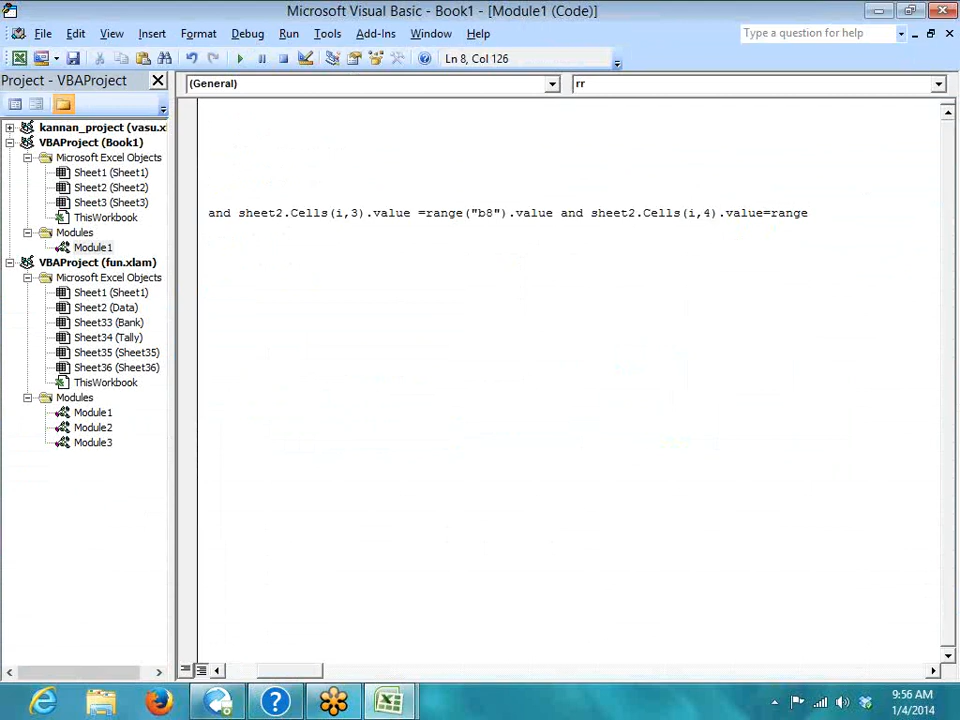 Microsoft Visual Basic - Book1 - [Module1 (Code)]
File Edit View Insert Format Debug Run Tools Add-Ins Window Help
Type a question for help
Ln 8, Col 126
Project - VBAProject
(General)
rr
kannan_project (vasu.x
VBAProject (Book1)
Microsoft Excel Objects
Sheet1 (Sheet1)
Sheet2 (Sheet2)
Sheet3 (Sheet3)
ThisWorkbook
Modules
Module1
VBAProject (fun.xlam)
Microsoft Excel Objects
Sheet1 (Sheet1)
Sheet2 (Data)
Sheet33 (Bank)
Sheet34 (Tally)
Sheet35 (Sheet35)
Sheet36 (Sheet36)
ThisWorkbook
Modules
Module1
Module2
Module3
and sheet2.Cells(i,3).value =range("b8").value and sheet2.Cells(i,4).value=range
9:56 AM
1/4/2014